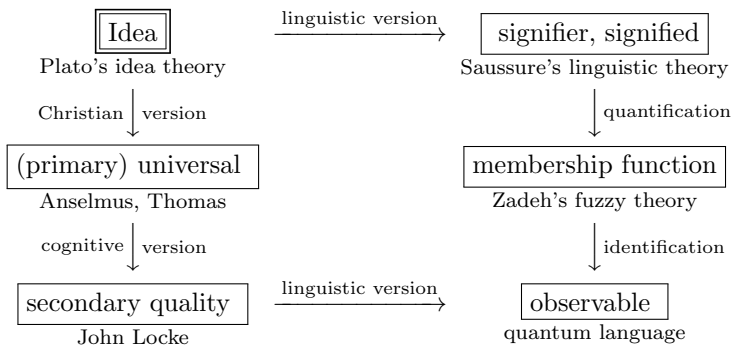 linguistic version
Idea signifier, signified
Plato's idea theory Saussure's linguistic theory
Christian version quantification
(primary) universal membership function
Anselmus, Thomas Zadeh's fuzzy theory
cognitive version identification
linguistic version
secondary quality observable
John Locke quantum language